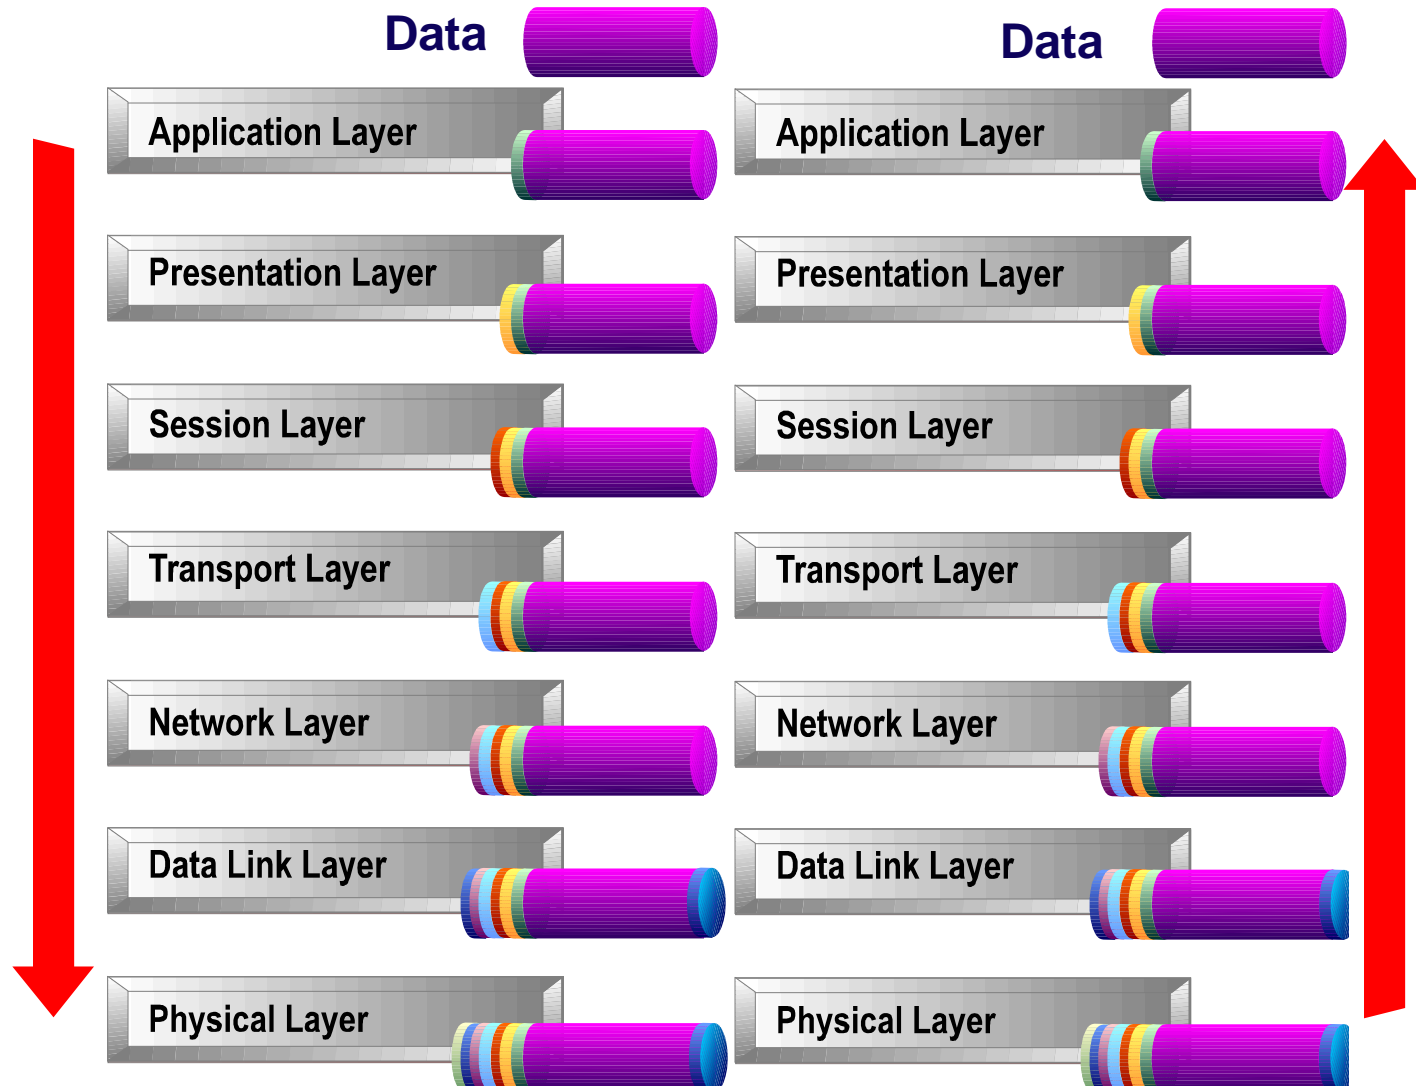 Data
Application Layer
Presentation Layer
Session Layer
Transport Layer
Network Layer
Data Link Layer
Physical Layer
Data
Application Layer
Presentation Layer
Session Layer
Transport Layer
Network Layer
Data Link Layer
Physical Layer